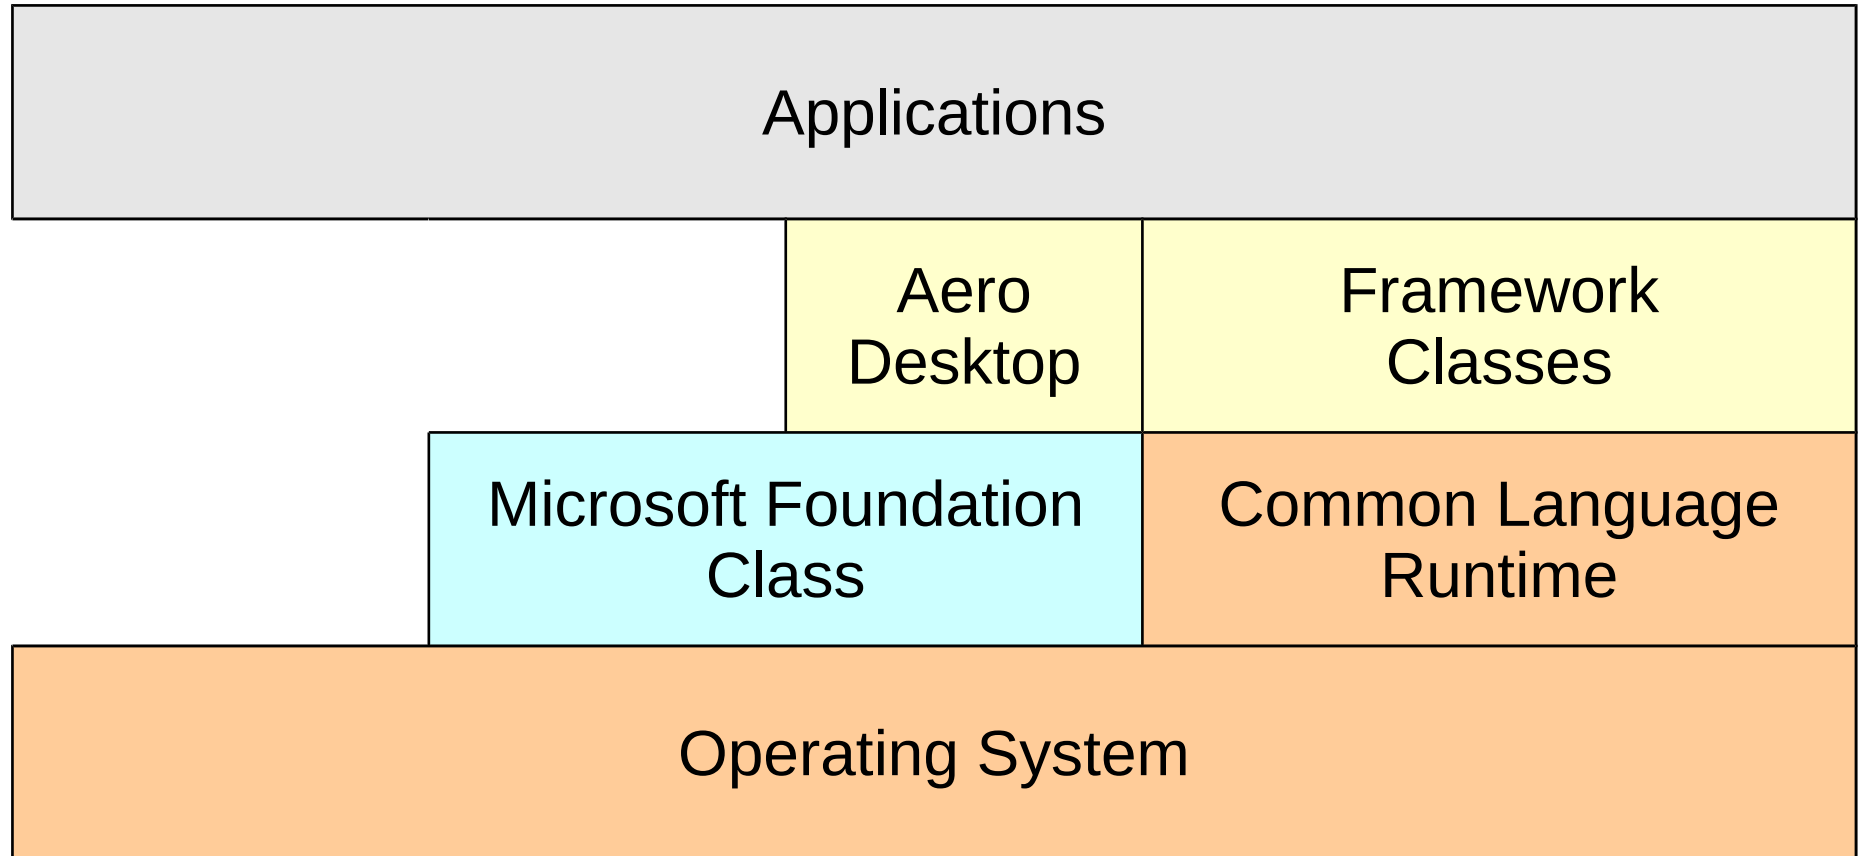 Applications
Aero
Desktop
Framework
Classes
Microsoft Foundation
Class
Common Language
Runtime
Operating System